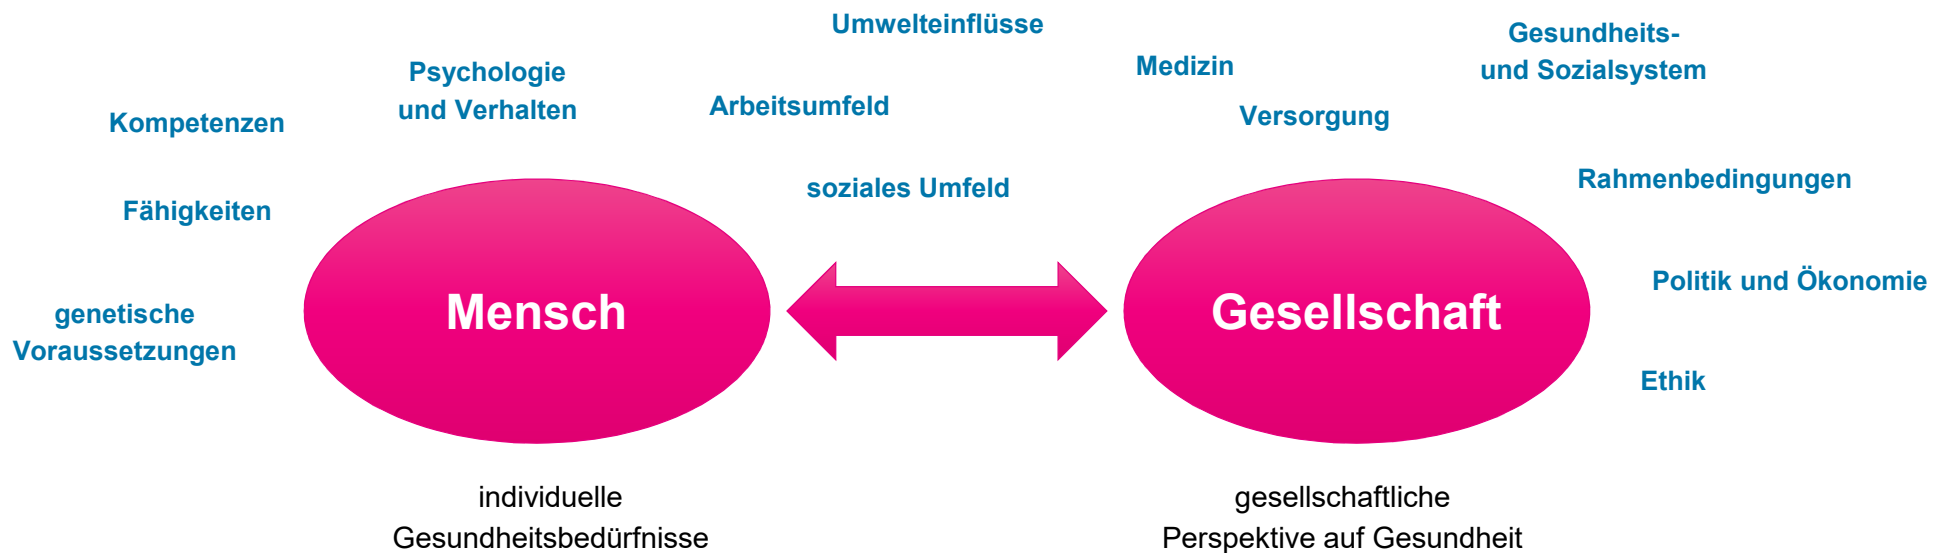 Umwelteinflüsse
Gesundheits-
und Sozialsystem
Medizin
Psychologie
und Verhalten
Arbeitsumfeld
Versorgung
Kompetenzen
soziales Umfeld
Rahmenbedingungen
Fähigkeiten
Mensch
Gesellschaft
Politik und Ökonomie
genetische
Voraussetzungen
Ethik
individuelle
Gesundheitsbedürfnisse
gesellschaftliche
Perspektive auf Gesundheit